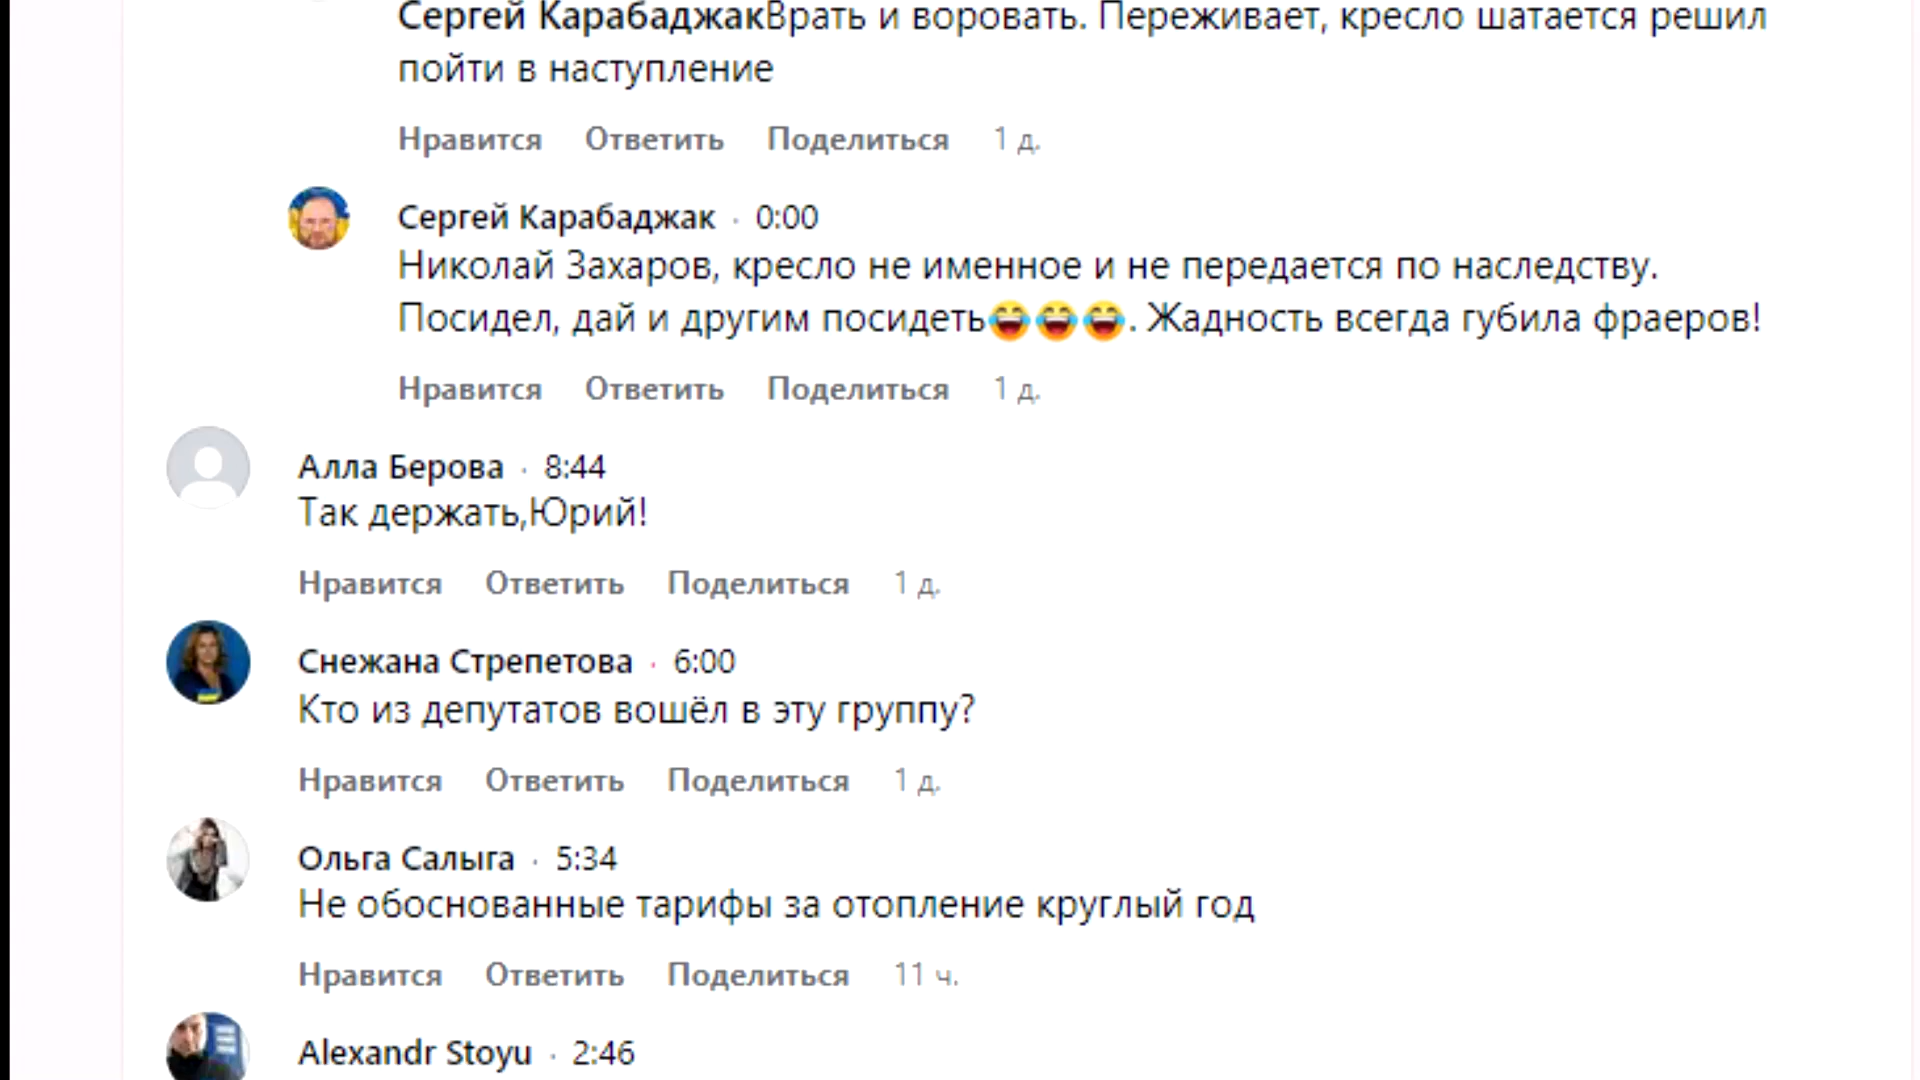 Сергей КарабаджакВрать и воровать. Переживает, кресло шатается решил
пойти в наступление
Нравится Ответить Поделиться 1 д.
Сергей Карабаджак · 0:00
Николай Захаров, кресло не именное и не передается по наследству.
Посидел, дай и другим посидеть😂😂😂. Жадность всегда губила фраеров!
Нравится Ответить Поделиться 1 д.
Алла Берова · 8:44
Так держать,Юрий!
Нравится Ответить Поделиться 1 д.
Снежана Стрепетова · 6:00
Кто из депутатов вошёл в эту группу?
Нравится Ответить Поделиться 1 д.
Ольга Салыга · 5:34
Не обоснованные тарифы за отопление круглый год
Нравится Ответить Поделиться 11 ч.
Alexandr Stoyu · 2:46